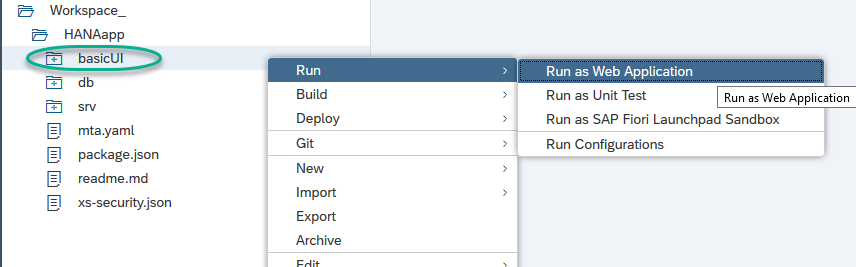 Workspace_
HANAapp
basicUI
db
srv
mta.yaml
package.json
readme.md
xs-security.json
Run
Build
Deploy
Git
New
Import
Export
Archive
Edit
Run as Web Application
Run as Unit Test
Run as Web Application
Run as SAP Fiori Launchpad Sandbox
Run Configurations